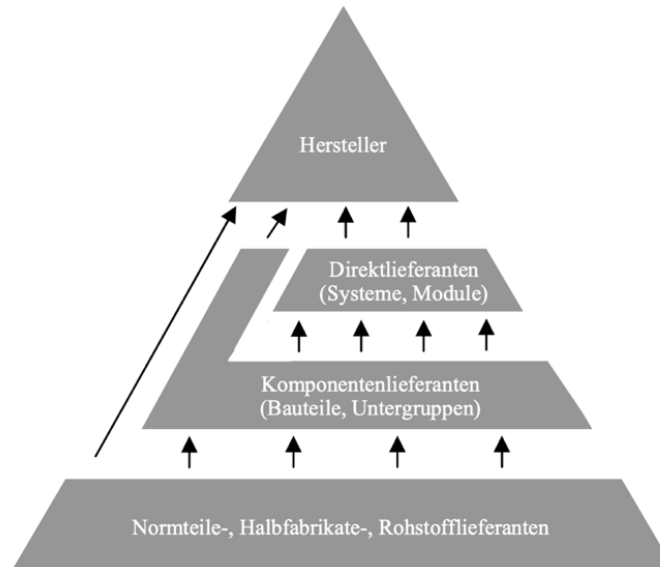 Hersteller
Direktlieferanten
(Systeme, Module)
Komponentenlieferanten
(Bauteile, Untergruppen)
Normteile-, Halbfabrikate-, Rohstofflieferanten